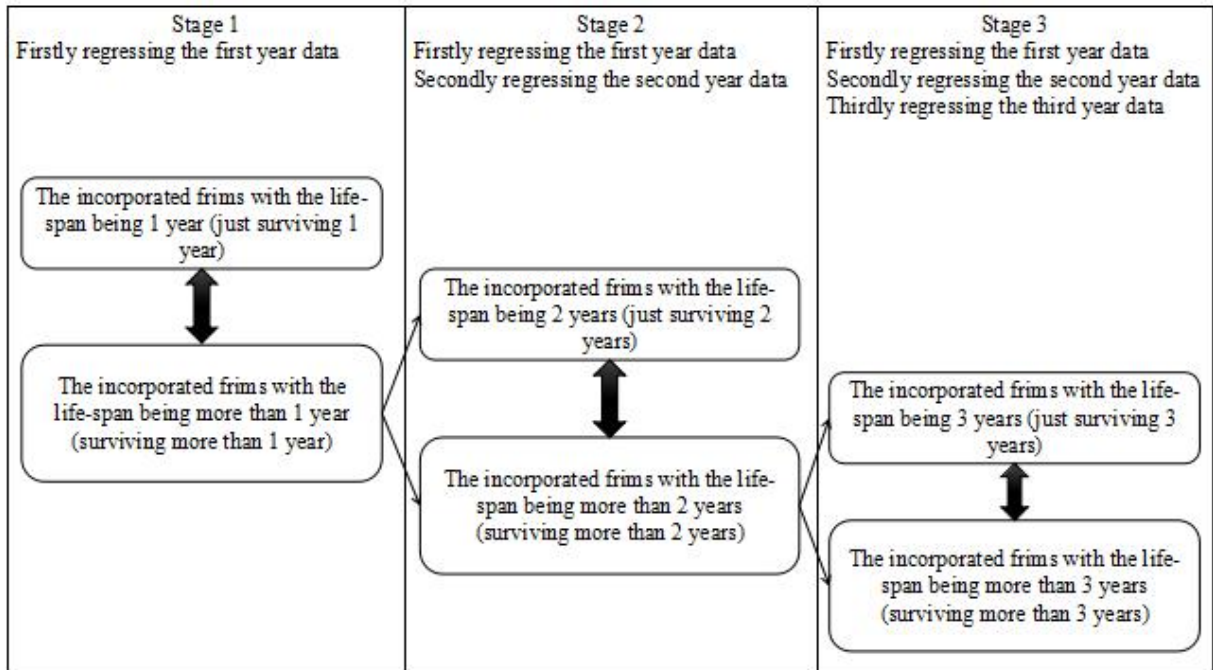 Stage 1
Firstly regressing the first year data
The incorporated frims with the life-
span being 1 year (just surviving 1
year)
The incorporated frims with the
life-span being more than 1 year
(surviving more than 1 year)
Stage 2
Firstly regressing the first year data
Secondly regressing the second year data
The incorporated frims with the life-
span being 2 years (just surviving 2
years)
The incorporated frims with the life-
span being more than 2 years
(surviving more than 2 years)
Stage 3
Firstly regressing the first year data
Secondly regressing the second year data
Thirdly regressing the third year data
The incorporated frims with the life-
span being 3 years (just surviving 3
years)
The incorporated frims with the life-
span being more than 3 years
(surviving more than 3 years)